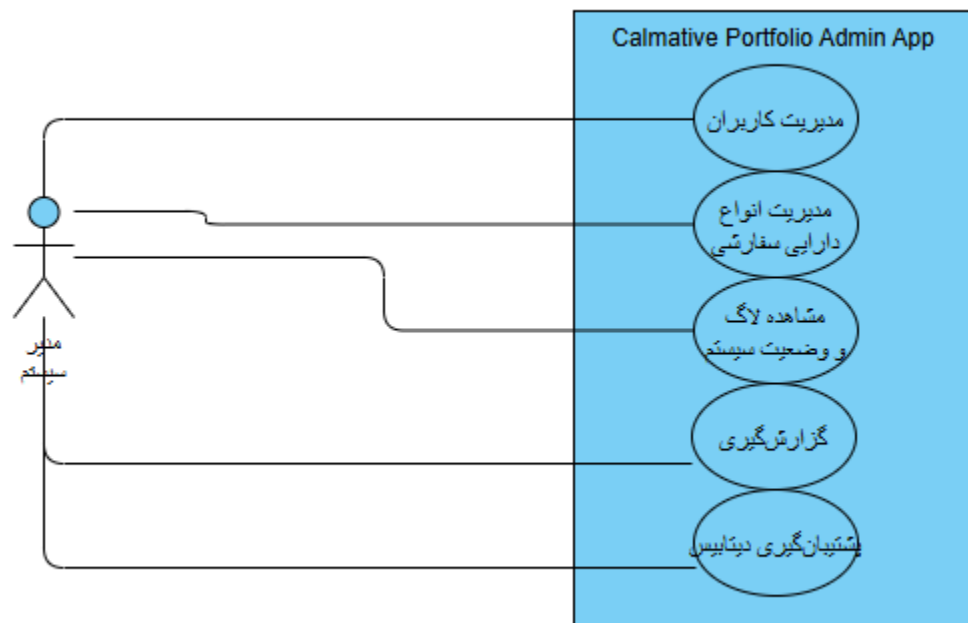 Calmative Portfolio Admin App
مدیریت کاربران
مدیریت انواع
دارایی سفارشی
مشاهده لاگ
و وضعیت سیستم
گزارش‌گیری
پشتیبان‌گیری دیتابیس
مدیر
سیستم